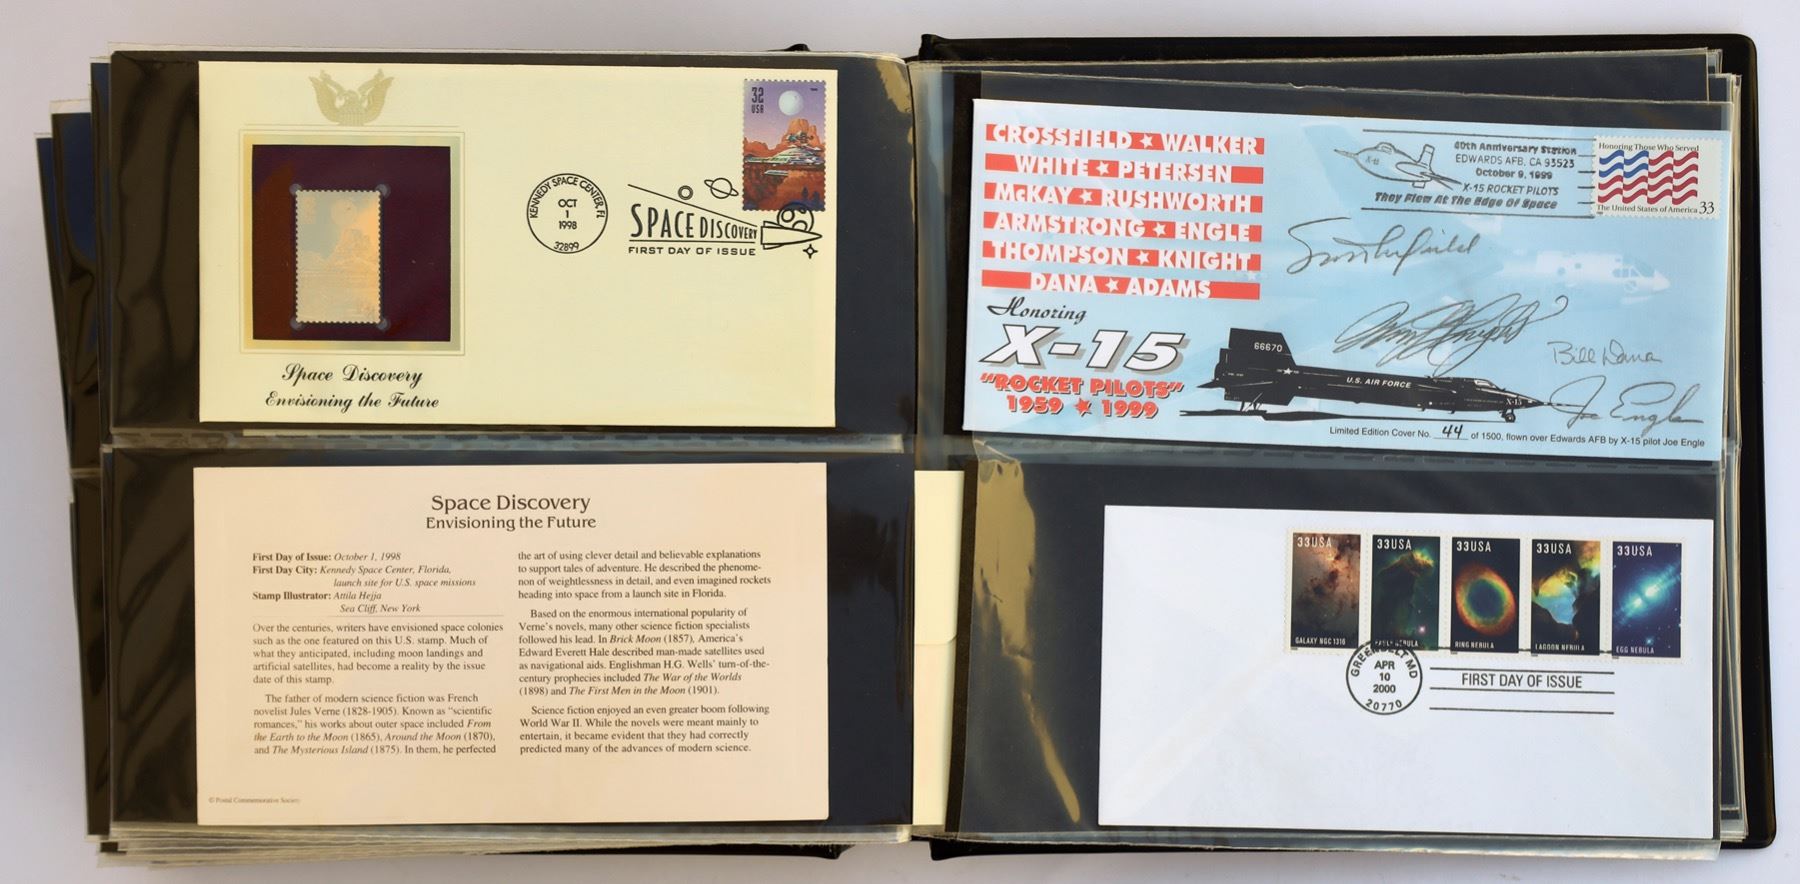 32
USA
KENNEDY SPACE CENTER, FL
OCT
1
1998
32899
SPACE DISCOVERY
FIRST DAY OF ISSUE
Space Discovery
Envisioning the Future
Space Discovery
Envisioning the Future
First Day of Issue: October 1, 1998
First Day City: Kennedy Space Center, Florida,
launch site for U.S. space missions
Stamp Illustrator: Attila Hejja
Sea Cliff, New York
Over the centuries, writers have envisioned space colonies
such as the one featured on this U.S. stamp. Much of
what they anticipated, including moon landings and
artificial satellites, had become a reality by the issue
date of this stamp.
The father of modern science fiction was French
novelist Jules Verne (1828-1905). Known as "scientific
romances," his works about outer space included From
the Earth to the Moon (1865), Around the Moon (1870),
and The Mysterious Island (1875). In them, he perfected
the art of using clever detail and believable explanations
to support tales of adventure. He described the phenome-
non of weightlessness in detail, and even imagined rockets
heading into space from a launch site in Florida.
Based on the enormous international popularity of
Verne's novels, many other science fiction specialists
followed his lead. In Brick Moon (1857), America's
Edward Everett Hale described man-made satellites used
as navigational aids. Englishman H.G. Wells' turn-of-the-
century prophecies included The War of the Worlds
(1898) and The First Men in the Moon (1901).
Science fiction enjoyed an even greater boom following
World War II. While the novels were meant mainly to
entertain, it became evident that they had correctly
predicted many of the advances of modern science.
© Postal Commemorative Society
CROSSFIELD ★ WALKER
WHITE ★ PETERSEN
McKAY ★ RUSHWORTH
ARMSTRONG ★ ENGLE
THOMPSON ★ KNIGHT
DANA ★ ADAMS
Honoring
X-15
"ROCKET PILOTS"
1959 ★ 1999
X-15
40th Anniversary Station
EDWARDS AFB, CA 93523
October 9, 1999
X-15 ROCKET PILOTS
They Flew At The Edge Of Space
Honoring Those Who Served
The United States of America 33
Bill Dana
Joe Engle
66670
U.S. AIR FORCE
X-15
Limited Edition Cover No. 44 of 1500, flown over Edwards AFB by X-15 pilot Joe Engle
33USA
GALAXY NGC 1316
33USA
NEBULA
33USA
RING NEBULA
33USA
LAGOON NEBULA
33USA
EGG NEBULA
GREENBELT MD
APR
10
2000
20770
FIRST DAY OF ISSUE